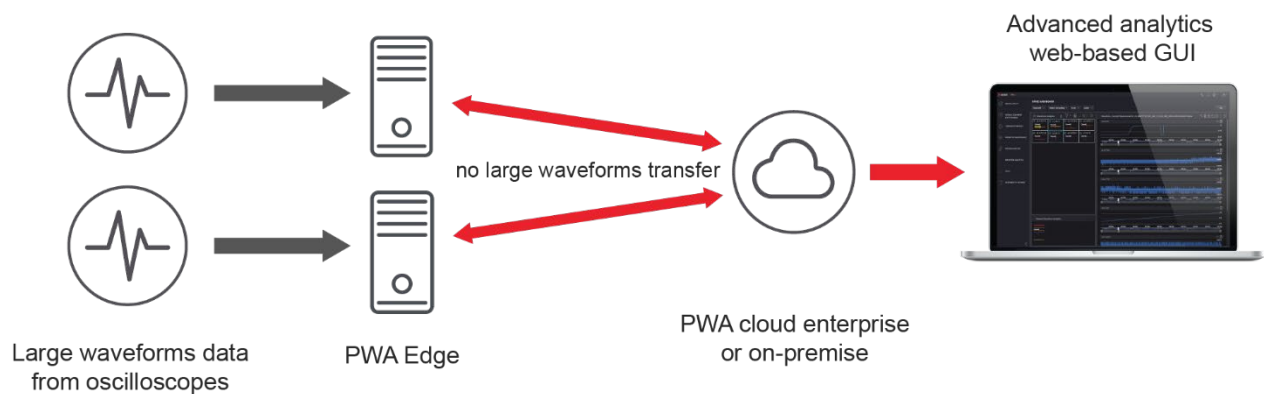 Advanced analytics
web-based GUI
no large waveforms transfer
Large waveforms data
from oscilloscopes
PWA Edge
PWA cloud enterprise
or on-premise